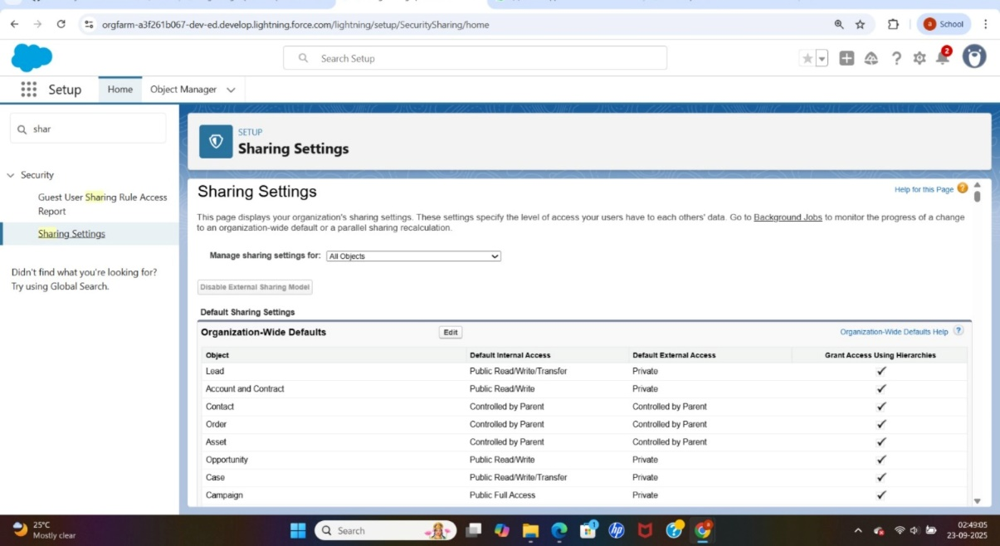 orgfarm-a3f261b067-dev-ed.develop.lightning.force.com/lightning/setup/SecuritySharing/home
a School
Search Setup
2
Setup Home Object Manager
shar
Security
Guest User Sharing Rule Access
Report
Sharing Settings
Didn't find what you're looking for?
Try using Global Search.
SETUP
Sharing Settings
Sharing Settings
Help for this Page ?
This page displays your organization's sharing settings. These settings specify the level of access your users have to each others' data. Go to Background Jobs to monitor the progress of a change
to an organization-wide default or a parallel sharing recalculation.
Manage sharing settings for: All Objects
Disable External Sharing Model
Default Sharing Settings
Organization-Wide Defaults Edit Organization-Wide Defaults Help ?
Object Default Internal Access Default External Access Grant Access Using Hierarchies
Lead Public Read/Write/Transfer Private
Account and Contract Public Read/Write Private
Contact Controlled by Parent Controlled by Parent
Order Controlled by Parent Controlled by Parent
Asset Controlled by Parent Controlled by Parent
Opportunity Public Read/Write Private
Case Public Read/Write/Transfer Private
Campaign Public Full Access Private
25°C
Mostly clear
Search
1
hp
02:49:05
23-09-2025